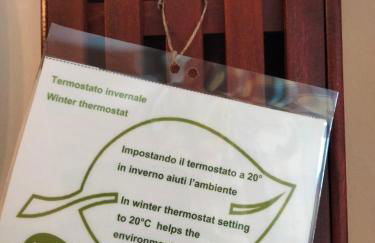 Termostato invernale
Winter thermostat
Impostando il termostato a 20°
in inverno aiuti l'ambiente
In winter thermostat setting
to 20°C helps the